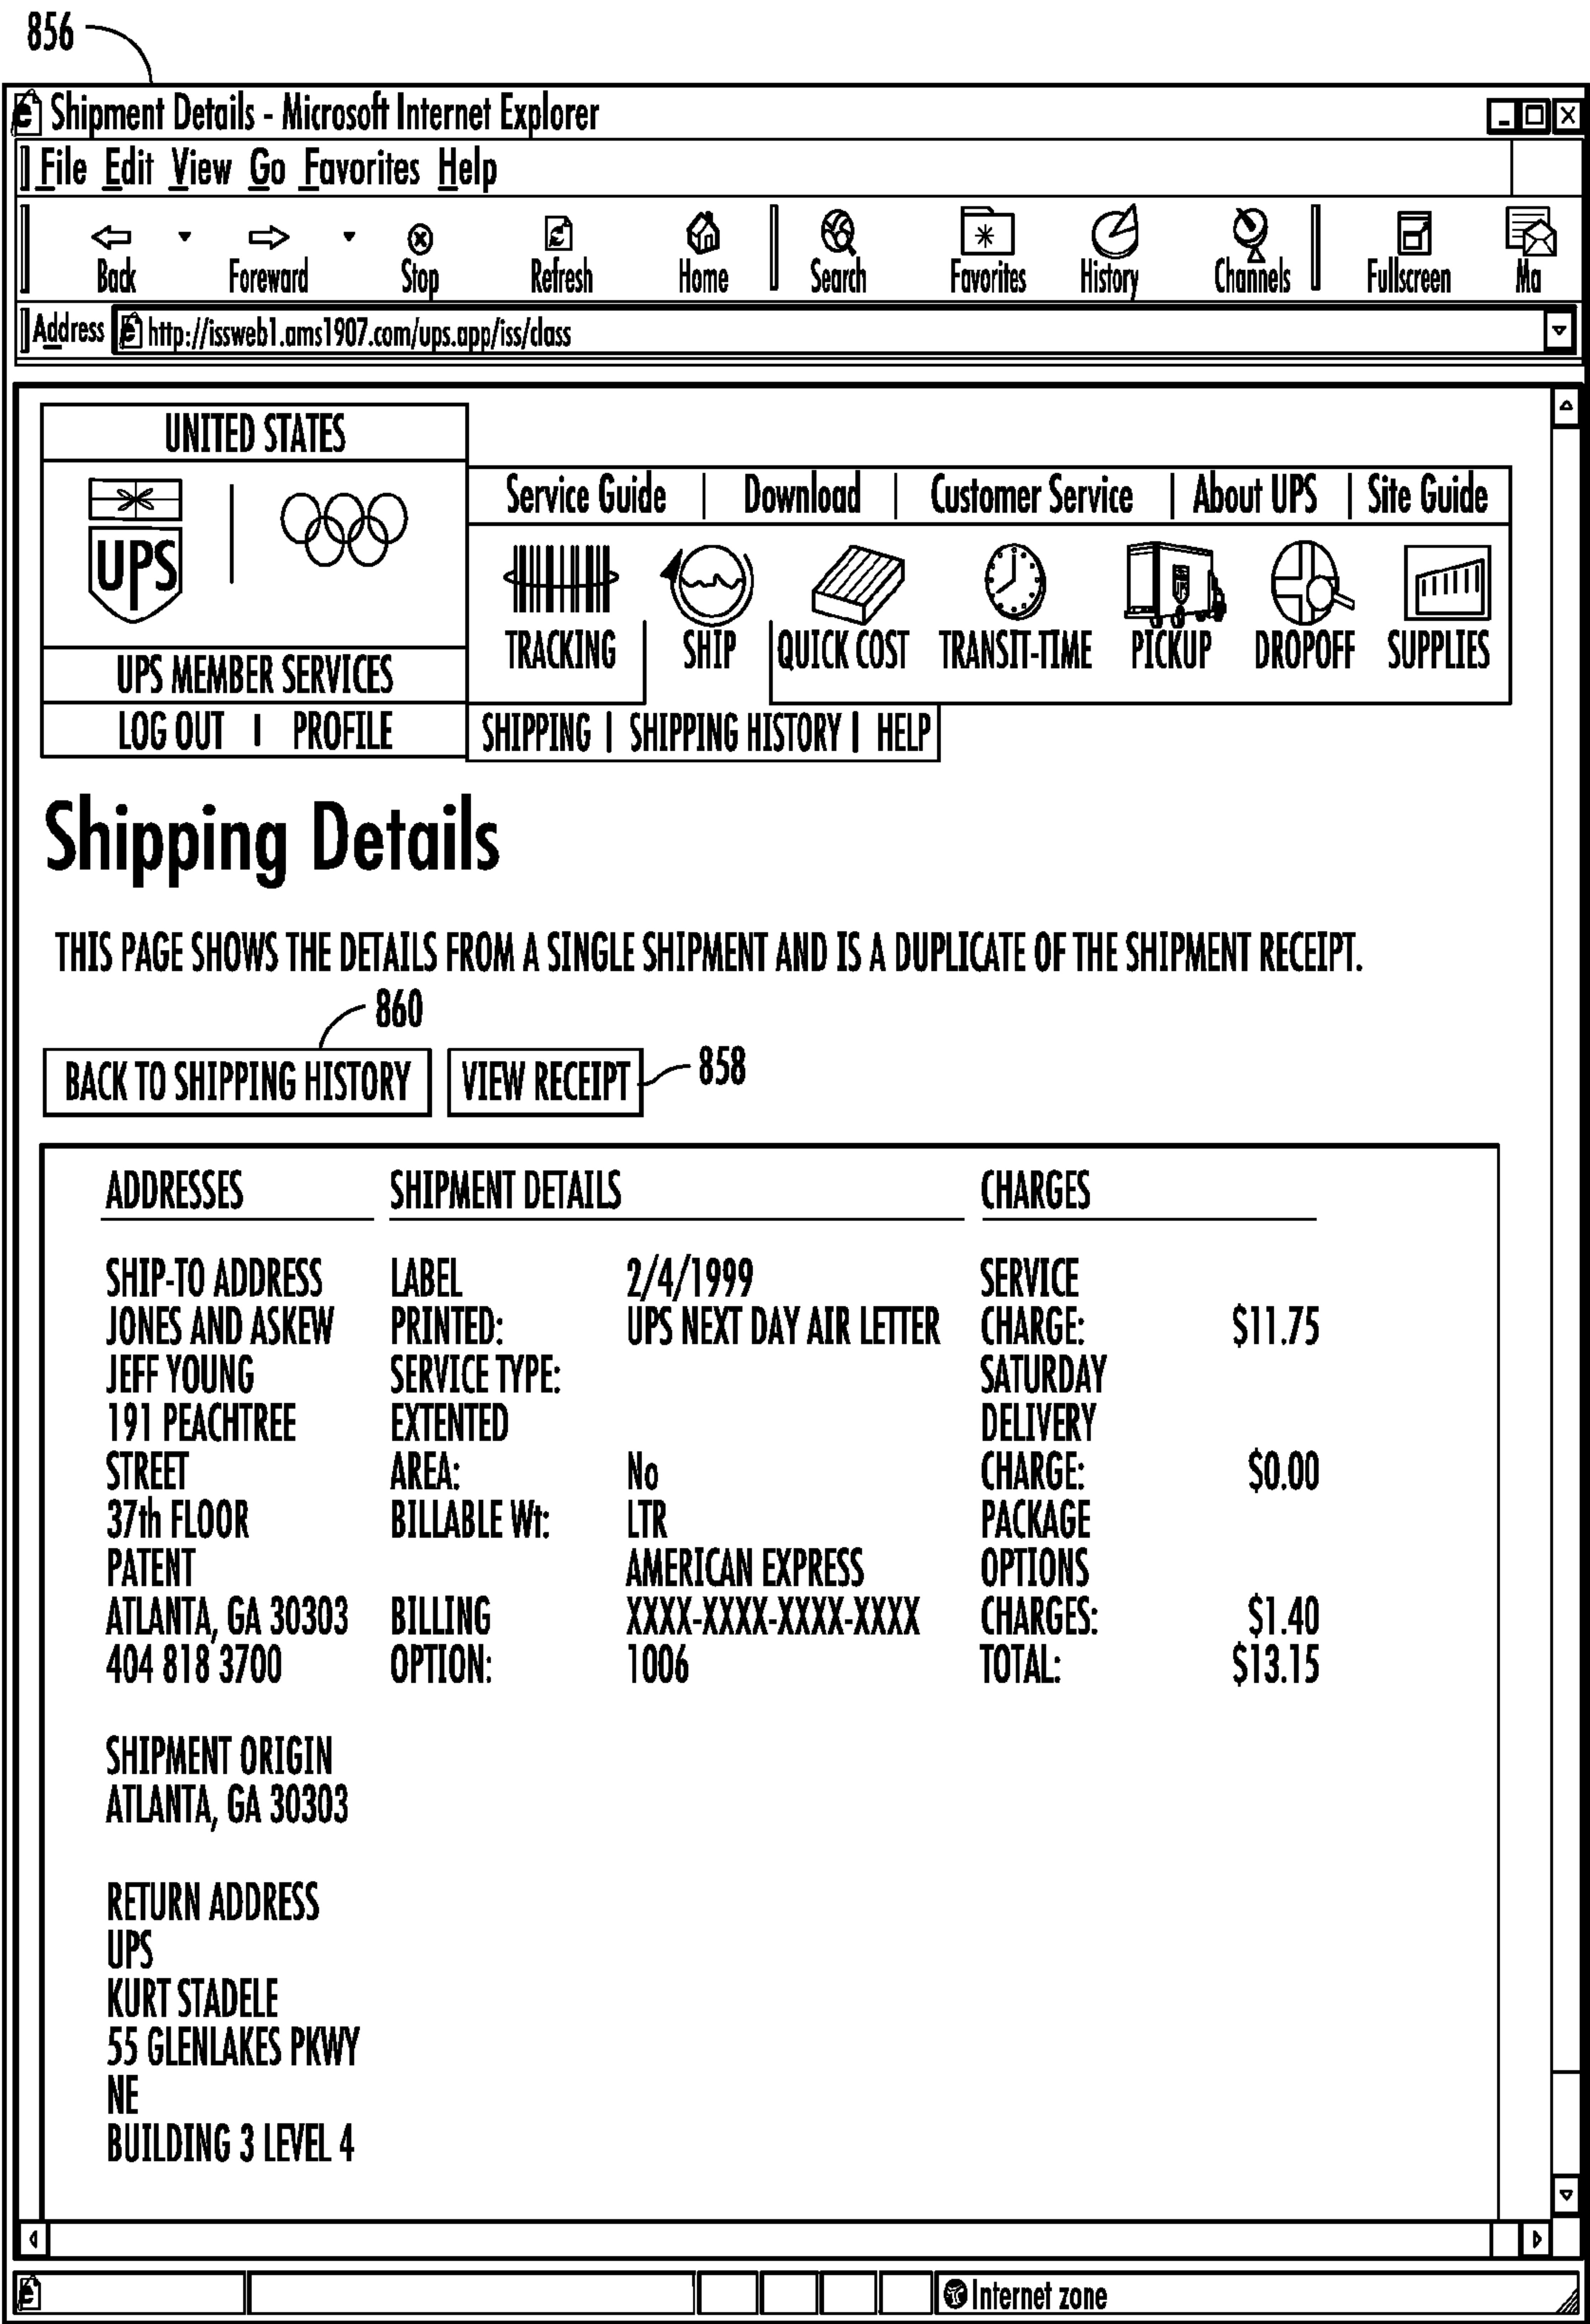 856
Shipment Details - Microsoft Internet Explorer
File Edit View Go Favorites Help
Back Foreward Stop Refresh Home Search Favorites History Channels Fullscreen Ma
Address http://issweb1.ams1907.com/ups.app/iss/class
UNITED STATES
Service Guide | Download | Customer Service | About UPS | Site Guide
UPS
TRACKING SHIP QUICK COST TRANSIT-TIME PICKUP DROPOFF SUPPLIES
UPS MEMBER SERVICES
LOG OUT | PROFILE SHIPPING | SHIPPING HISTORY | HELP
Shipping Details
THIS PAGE SHOWS THE DETAILS FROM A SINGLE SHIPMENT AND IS A DUPLICATE OF THE SHIPMENT RECEIPT.
860
BACK TO SHIPPING HISTORY VIEW RECEIPT 858
ADDRESSES SHIPMENT DETAILS CHARGES
SHIP-TO ADDRESS LABEL 2/4/1999 SERVICE
JONES AND ASKEW PRINTED: UPS NEXT DAY AIR LETTER CHARGE: $11.75
JEFF YOUNG SERVICE TYPE: SATURDAY
191 PEACHTREE EXTENTED DELIVERY
STREET AREA: No CHARGE: $0.00
37th FLOOR BILLABLE Wt: LTR PACKAGE
PATENT AMERICAN EXPRESS OPTIONS
ATLANTA, GA 30303 BILLING XXXX-XXXX-XXXX-XXXX CHARGES: $1.40
404 818 3700 OPTION: 1006 TOTAL: $13.15
SHIPMENT ORIGIN
ATLANTA, GA 30303
RETURN ADDRESS
UPS
KURT STADELE
55 GLENLAKES PKWY
NE
BUILDING 3 LEVEL 4
Internet zone